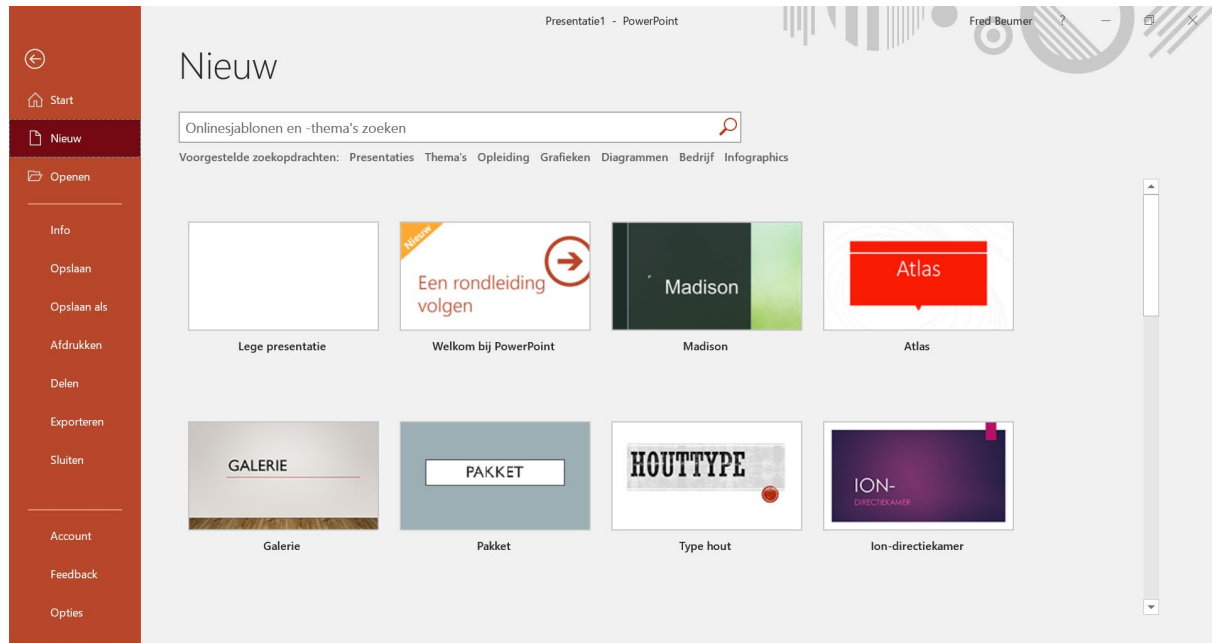 Presentatie1 - PowerPoint
Fred Beumer ?
Nieuw
Start
Nieuw
Openen
Info
Opslaan
Opslaan als
Afdrukken
Delen
Exporteren
Sluiten
Account
Feedback
Opties
Onlinesjablonen en -thema's zoeken
Voorgestelde zoekopdrachten: Presentaties Thema's Opleiding Grafieken Diagrammen Bedrijf Infographics
Nieuw
Een rondleiding
volgen
Madison
Atlas
Lege presentatie
Welkom bij PowerPoint
Madison
Atlas
GALERIE
PAKKET
HOUTTYPE
ION-
DIRECTIEKAMER
Galerie
Pakket
Type hout
Ion-directiekamer